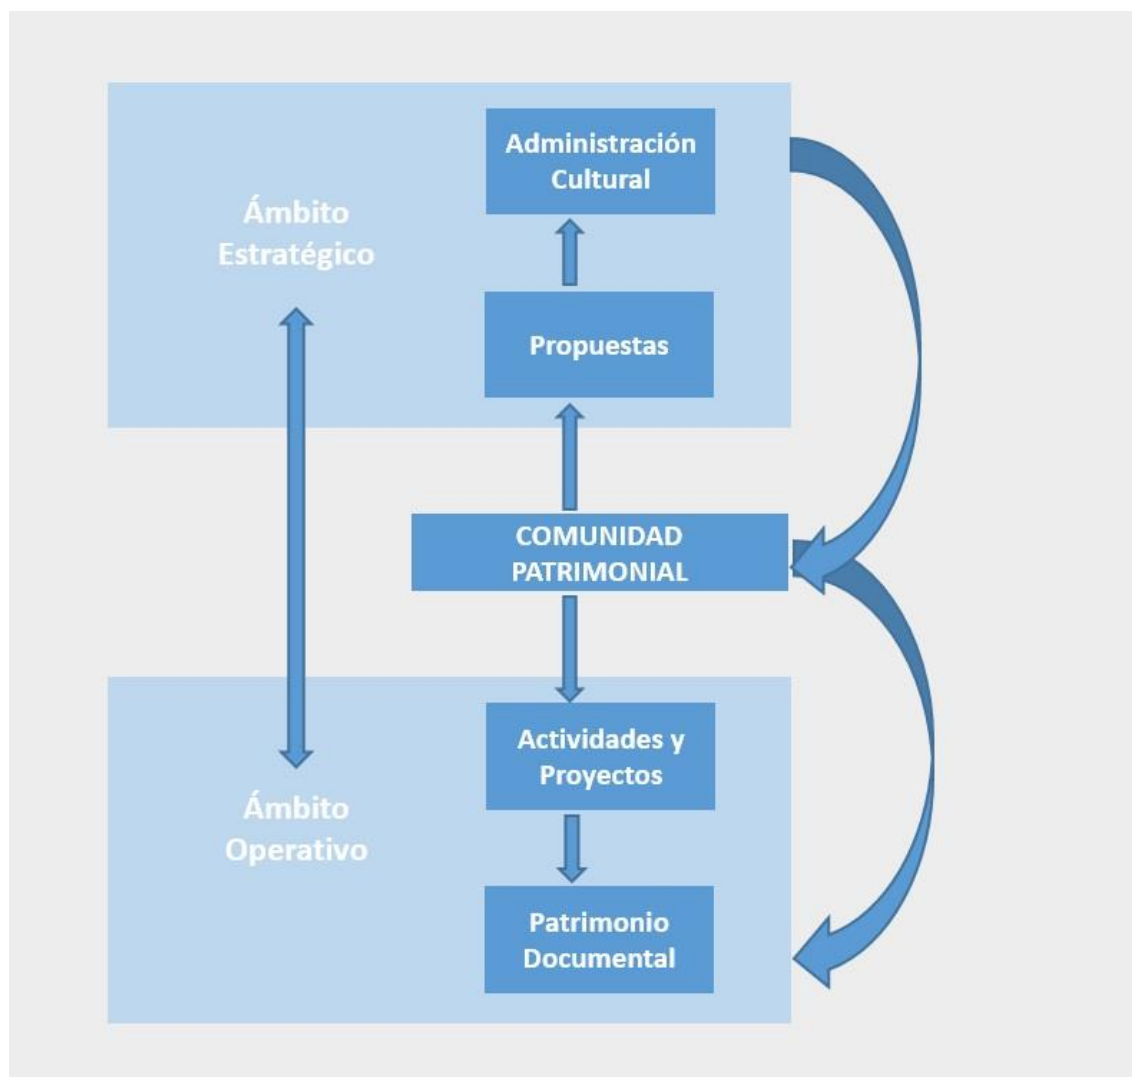 Administración
Cultural
Ámbito
Estratégico
Propuestas
COMUNIDAD
PATRIMONIAL
Actividades y
Proyectos
Ámbito
Operativo
Patrimonio
Documental